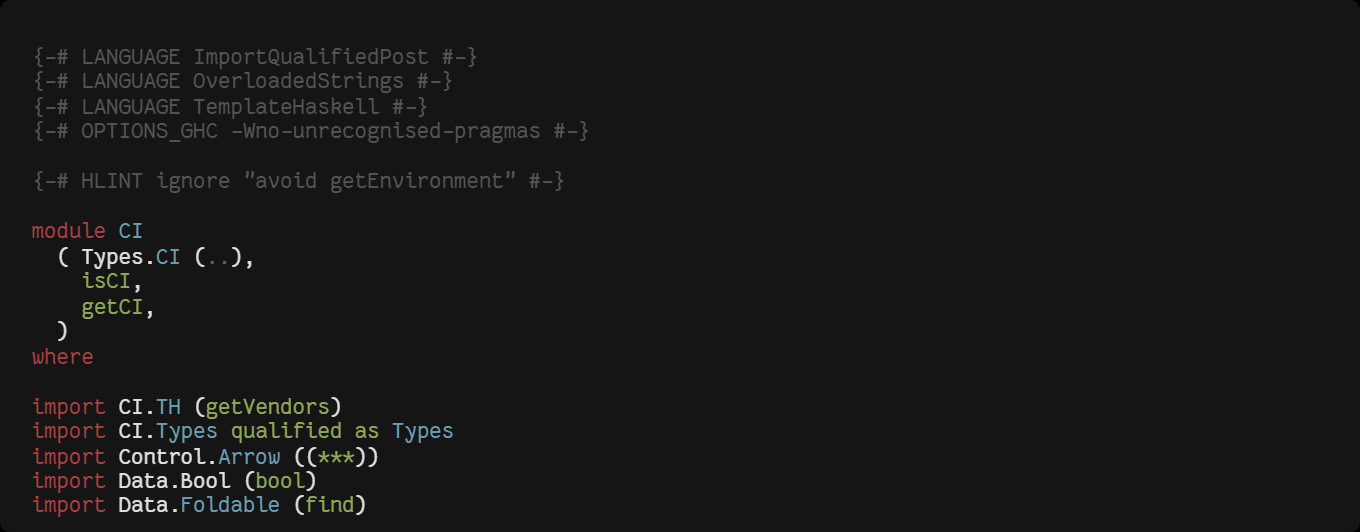 {-# LANGUAGE ImportQualifiedPost #-}
{-# LANGUAGE OverloadedStrings #-}
{-# LANGUAGE TemplateHaskell #-}
{-# OPTIONS_GHC -Wno-unrecognised-pragmas #-}

{-# HLINT ignore "avoid getEnvironment" #-}

module CI
  ( Types.CI (..),
    isCI,
    getCI,
  )
where

import CI.TH (getVendors)
import CI.Types qualified as Types
import Control.Arrow ((***))
import Data.Bool (bool)
import Data.Foldable (find)